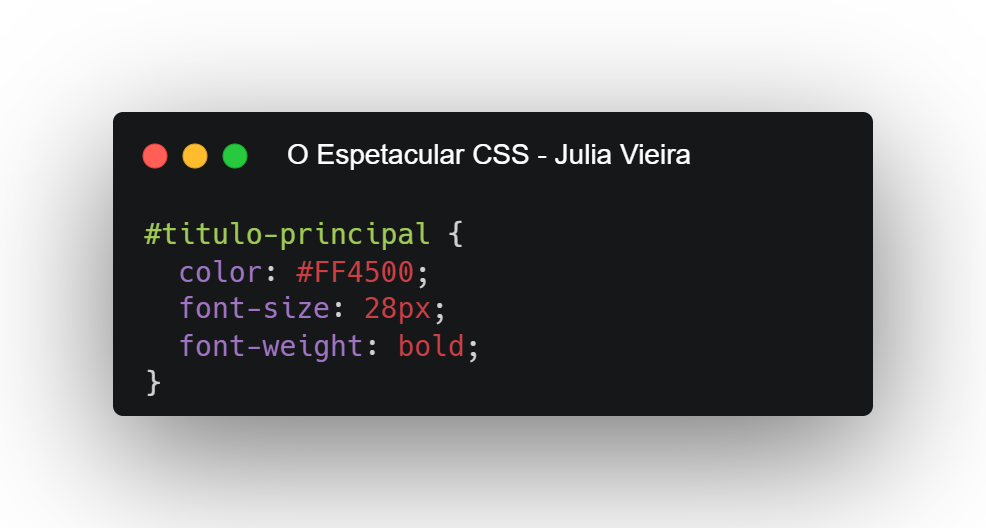 O Espetacular CSS - Julia Vieira
#titulo-principal {
  color: #FF4500;
  font-size: 28px;
  font-weight: bold;
}